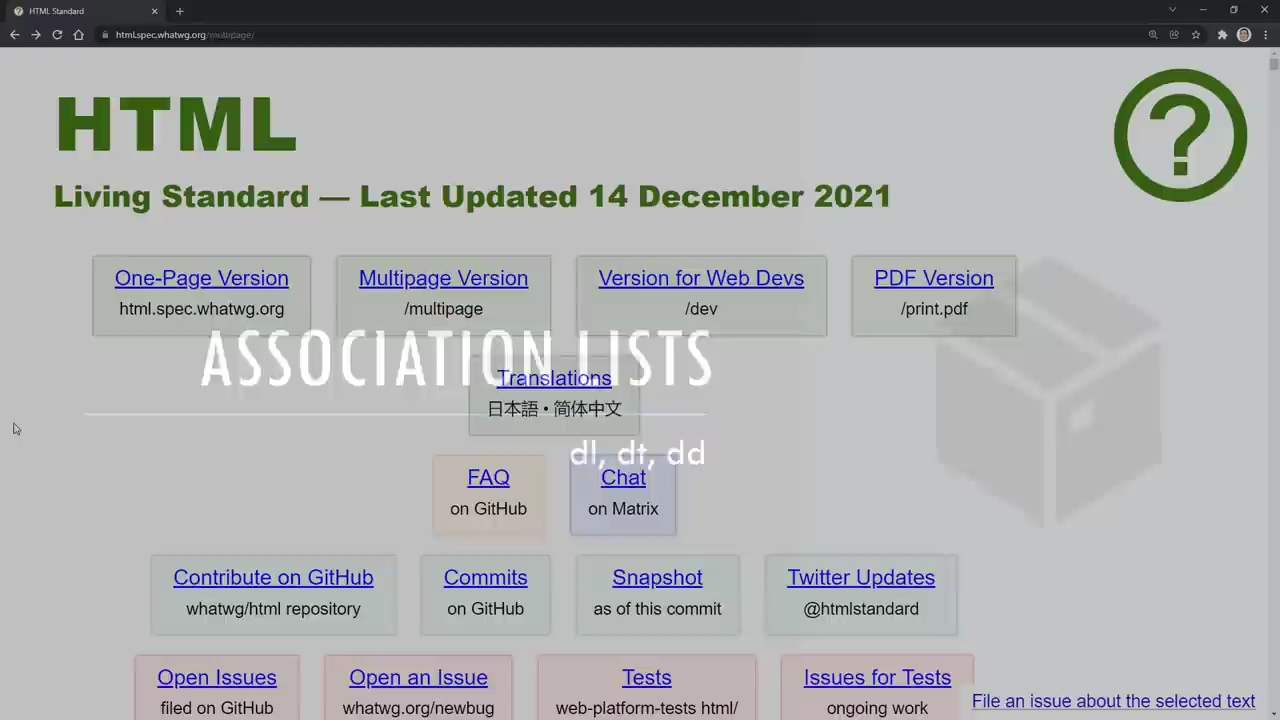 HTML Standard
html.spec.whatwg.org/multipage/
HTML
Living Standard — Last Updated 14 December 2021
One-Page Version
html.spec.whatwg.org
Multipage Version
/multipage
Version for Web Devs
/dev
PDF Version
/print.pdf
ASSOCIATION LISTS
Translations
日本語 • 简体中文
dl, dt, dd
FAQ
on GitHub
Chat
on Matrix
Contribute on GitHub
whatwg/html repository
Commits
on GitHub
Snapshot
as of this commit
Twitter Updates
@htmlstandard
Open Issues
filed on GitHub
Open an Issue
whatwg.org/newbug
Tests
web-platform-tests html/
Issues for Tests
ongoing work
File an issue about the selected text